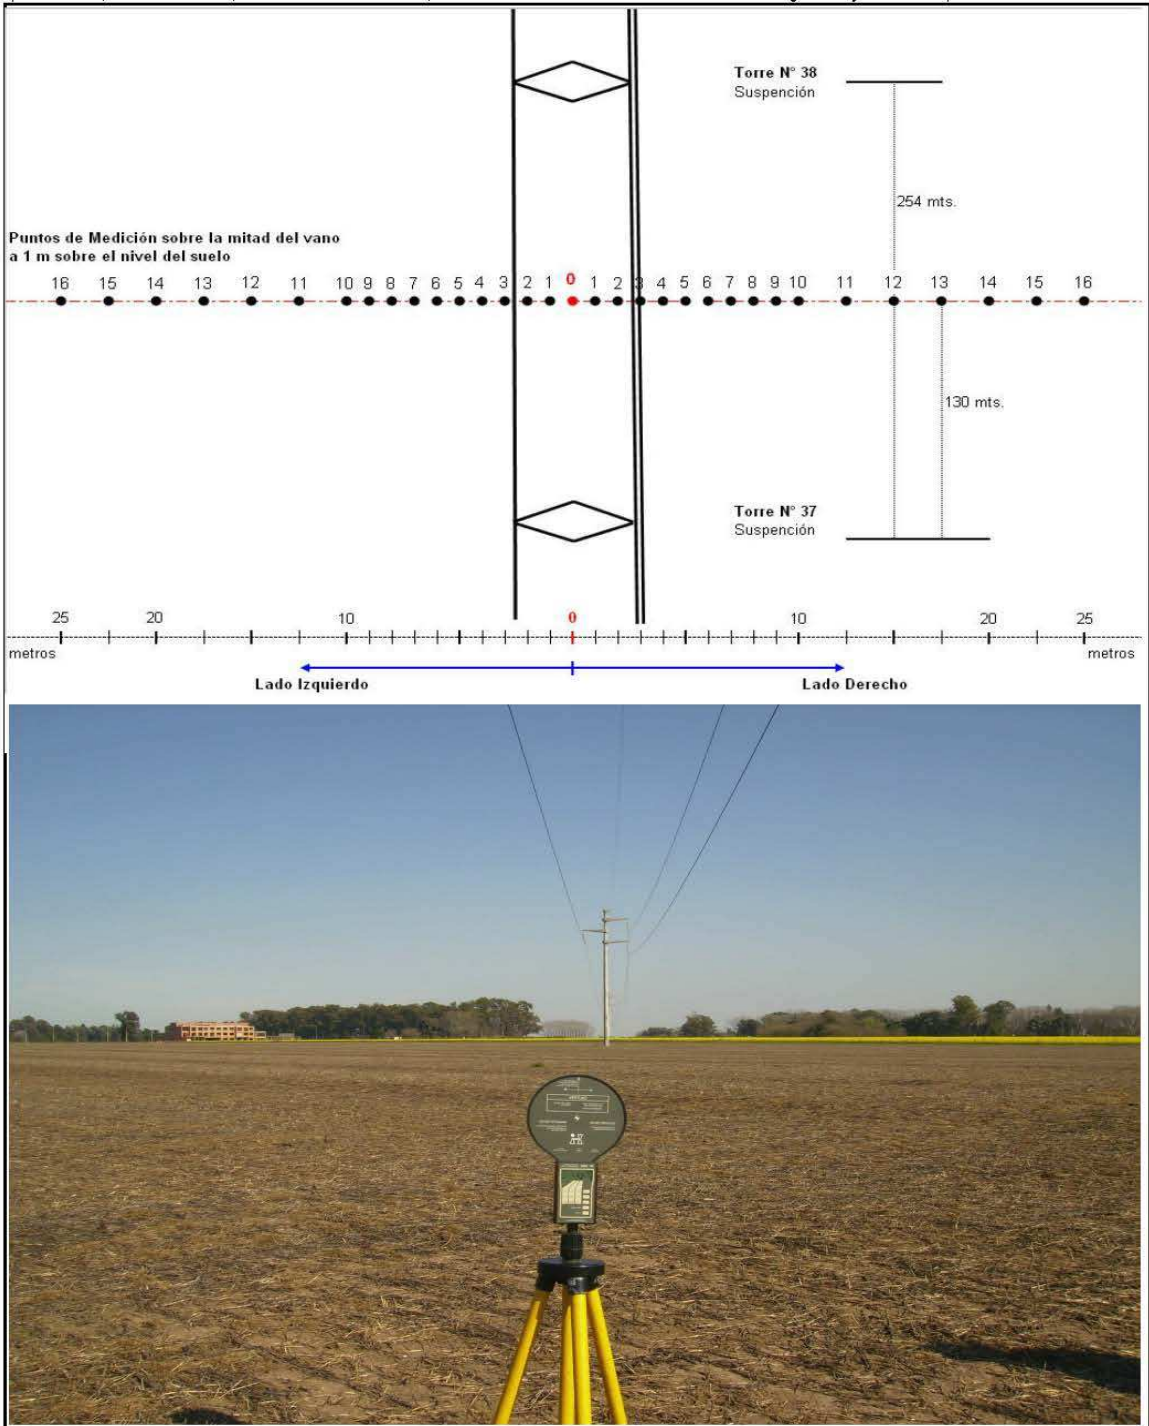 Torre N° 38
Suspención
254 mts.
Puntos de Medición sobre la mitad del vano
a 1 m sobre el nivel del suelo
16 15 14 13 12 11 10 9 8 7 6 5 4 3 2 1 0 1 2 3 4 5 6 7 8 9 10 11 12 13 14 15 16
130 mts.
Torre N° 37
Suspención
25 20 10 0 10 20 25
metros metros
Lado Izquierdo Lado Derecho